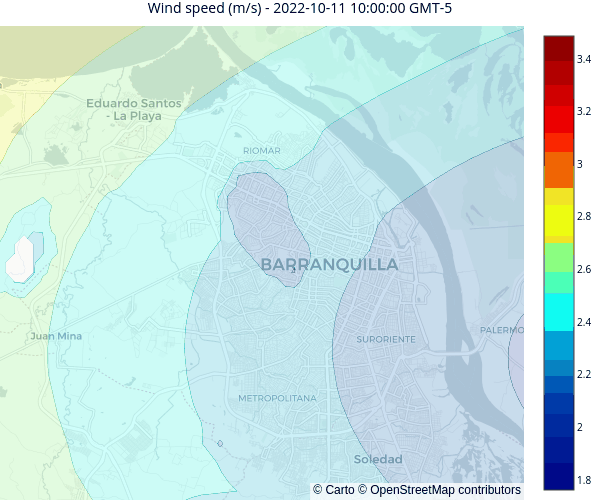 Wind speed (m/s) - 2022-10-11 10:00:00 GMT-5
Eduardo Santos
- La Playa
RIOMAR
BARRANQUILLA
Juan Mina
SURORIENTE
PALERMO
METROPOLITANA
Soledad
© Carto © OpenStreetMap contributors
3.4
3.2
3
2.8
2.6
2.4
2.2
2
1.8